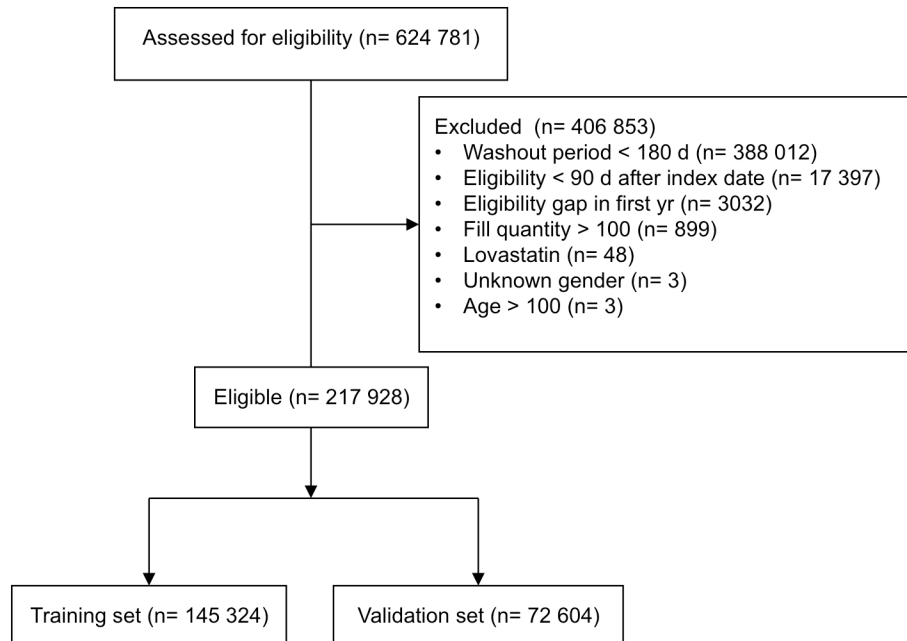 Assessed for eligibility (n= 624 781)
Excluded (n= 406 853)
• Washout period < 180 d (n= 388 012)
• Eligibility < 90 d after index date (n= 17 397)
• Eligibility gap in first yr (n= 3032)
• Fill quantity > 100 (n= 899)
• Lovastatin (n= 48)
• Unknown gender (n= 3)
• Age > 100 (n= 3)
Eligible (n= 217 928)
Training set (n= 145 324)
Validation set (n= 72 604)